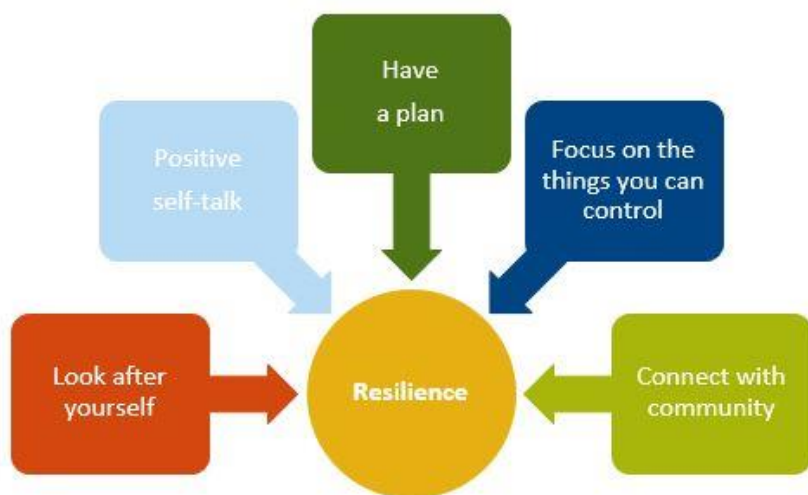 Have
a plan
Positive
self-talk
Focus on the
things you can
control
Look after
yourself
Resilience
Connect with
community